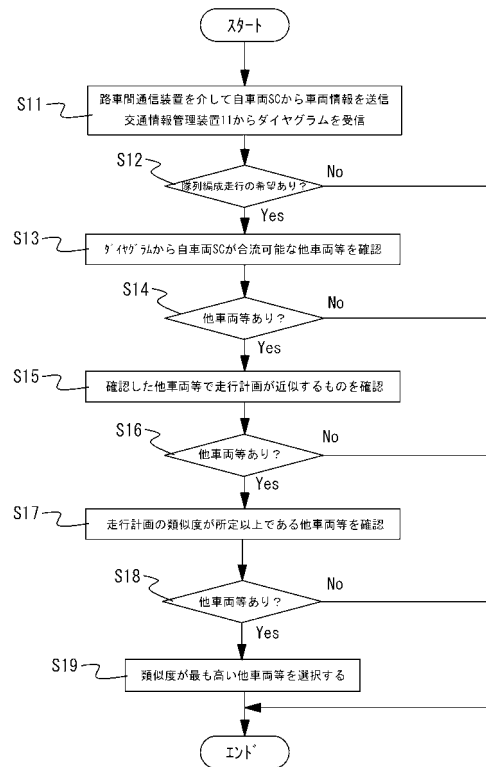 スタート
S11
路車間通信装置を介して自車両SCから車両情報を送信
交通情報管理装置11からダイヤグラムを受信
S12
隊列編成走行の希望あり?
No
Yes
S13
ダイヤグラムから自車両SCが合流可能な他車両等を確認
S14
他車両等あり?
No
Yes
S15
確認した他車両等で走行計画が近似するものを確認
S16
他車両等あり?
No
Yes
S17
走行計画の類似度が所定以上である他車両等を確認
S18
他車両等あり?
No
Yes
S19
類似度が最も高い他車両等を選択する
エンド